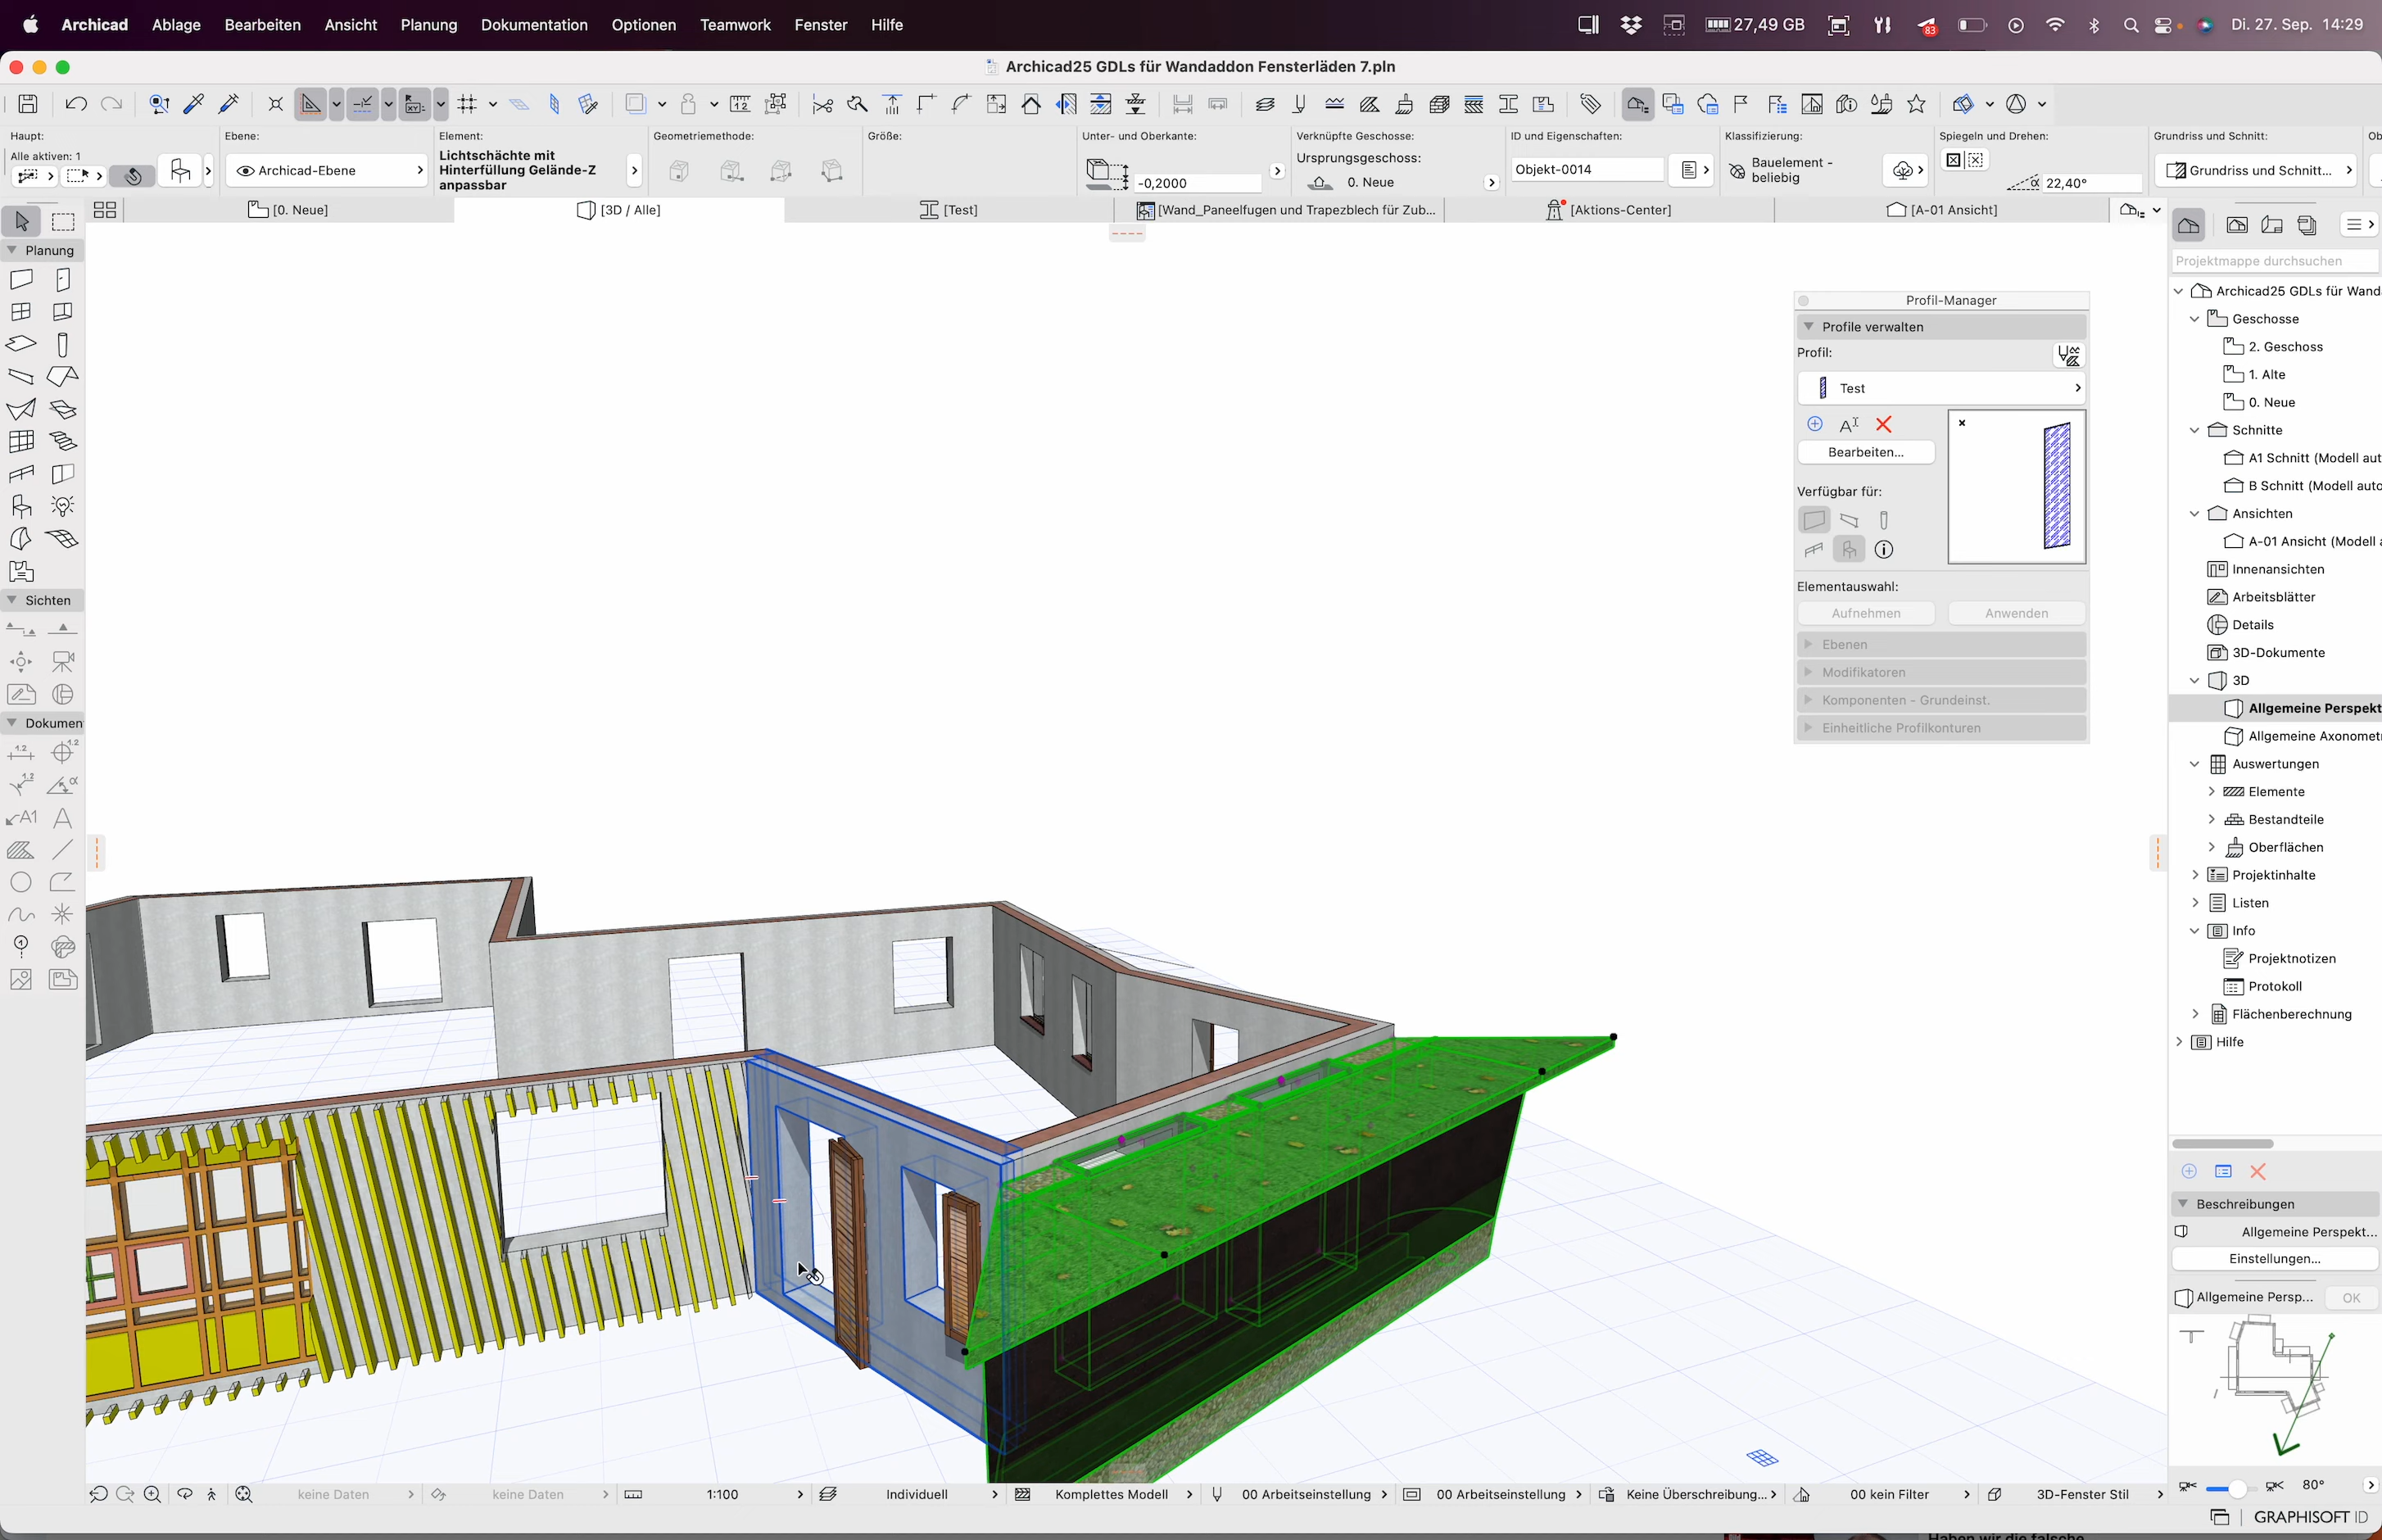 Archicad Ablage Bearbeiten Ansicht Planung Dokumentation Optionen Teamwork Fenster Hilfe 27,49 GB 83 Di. 27. Sep. 14:29
Archicad25 GDLs für Wandaddon Fensterläden 7.pln
Haupt:
Alle aktiven: 1
Ebene:
Archicad-Ebene
Element:
Lichtschächte mit
Hinterfüllung Gelände-Z
anpassbar
Geometriemethode:
Größe:
Unter- und Oberkante:
-0,2000
Verknüpfte Geschosse:
Ursprungsgeschoss:
0. Neue
ID und Eigenschaften:
Objekt-0014
Klassifizierung:
Bauelement -
beliebig
Spiegeln und Drehen:
22,40°
Grundriss und Schnitt:
Grundriss und Schnitt...
Ob
[0. Neue]
[3D / Alle]
[Test]
[Wand_Paneelfugen und Trapezblech für Zub...
[Aktions-Center]
[A-01 Ansicht]
Planung
Sichten
Dokumen
1.2
1.2
1.2
A1
Profil-Manager
Profile verwalten
Profil:
Test
Bearbeiten...
Verfügbar für:
Elementauswahl:
Aufnehmen
Anwenden
Ebenen
Modifikatoren
Komponenten - Grundeinst.
Einheitliche Profilkonturen
Projektmappe durchsuchen
Archicad25 GDLs für Wand
Geschosse
2. Geschoss
1. Alte
0. Neue
Schnitte
A1 Schnitt (Modell aut
B Schnitt (Modell auto
Ansichten
A-01 Ansicht (Modell a
Innenansichten
Arbeitsblätter
Details
3D-Dokumente
3D
Allgemeine Perspekt
Allgemeine Axonomet
Auswertungen
Elemente
Bestandteile
Oberflächen
Projektinhalte
Listen
Info
Projektnotizen
Protokoll
Flächenberechnung
Hilfe
Beschreibungen
Allgemeine Perspekt...
Einstellungen...
Allgemeine Persp...
OK
80°
keine Daten
keine Daten
1:100
Individuell
Komplettes Modell
00 Arbeitseinstellung
00 Arbeitseinstellung
Keine Überschreibung...
00 kein Filter
3D-Fenster Stil
GRAPHISOFT ID